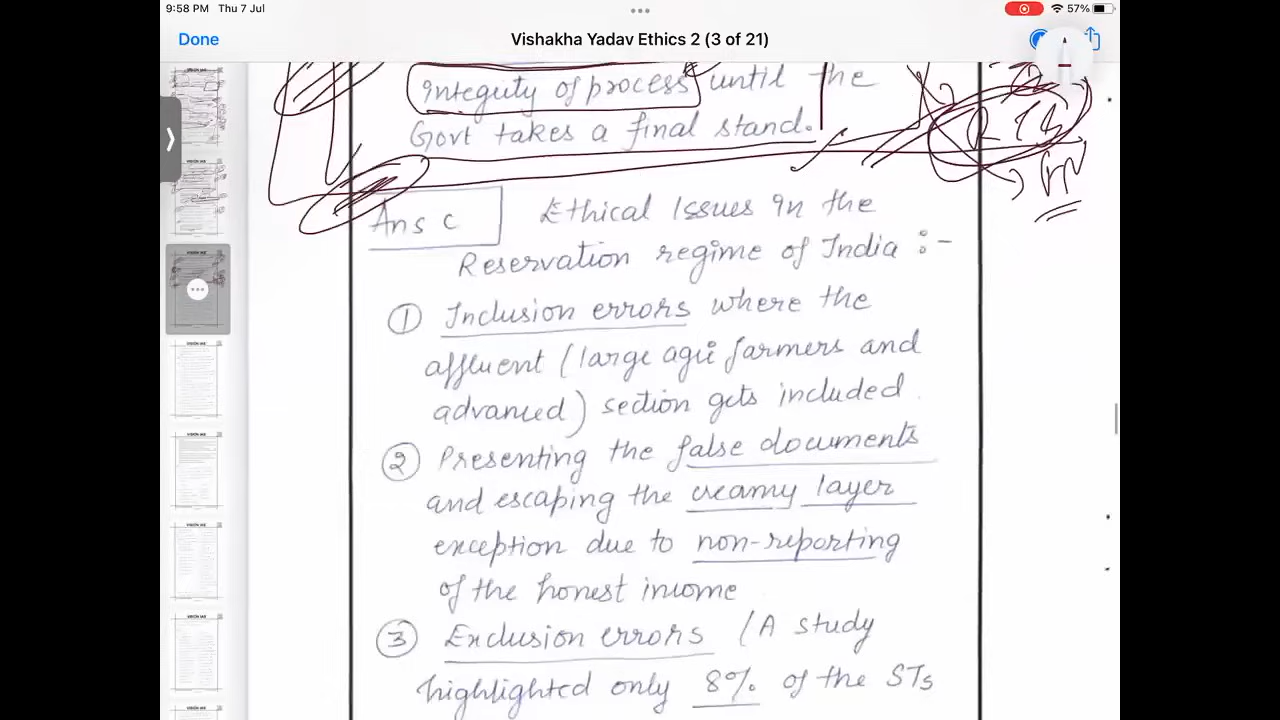 9:58 PM Thu 7 Jul
57%
Done
Vishakha Yadav Ethics 2 (3 of 21)
integrity of process until the
Govt takes a final stand.
Ans C
Ethical Issues in the
Reservation regime of India :-
1 Inclusion errors where the
affluent (large agri farmers and
advanced) section gets included.
2 Presenting the false documents
and escaping the creamy layer
exception due to non-reporting
of the honest income
3 Exclusion errors (A study
highlighted only 8% of the STs